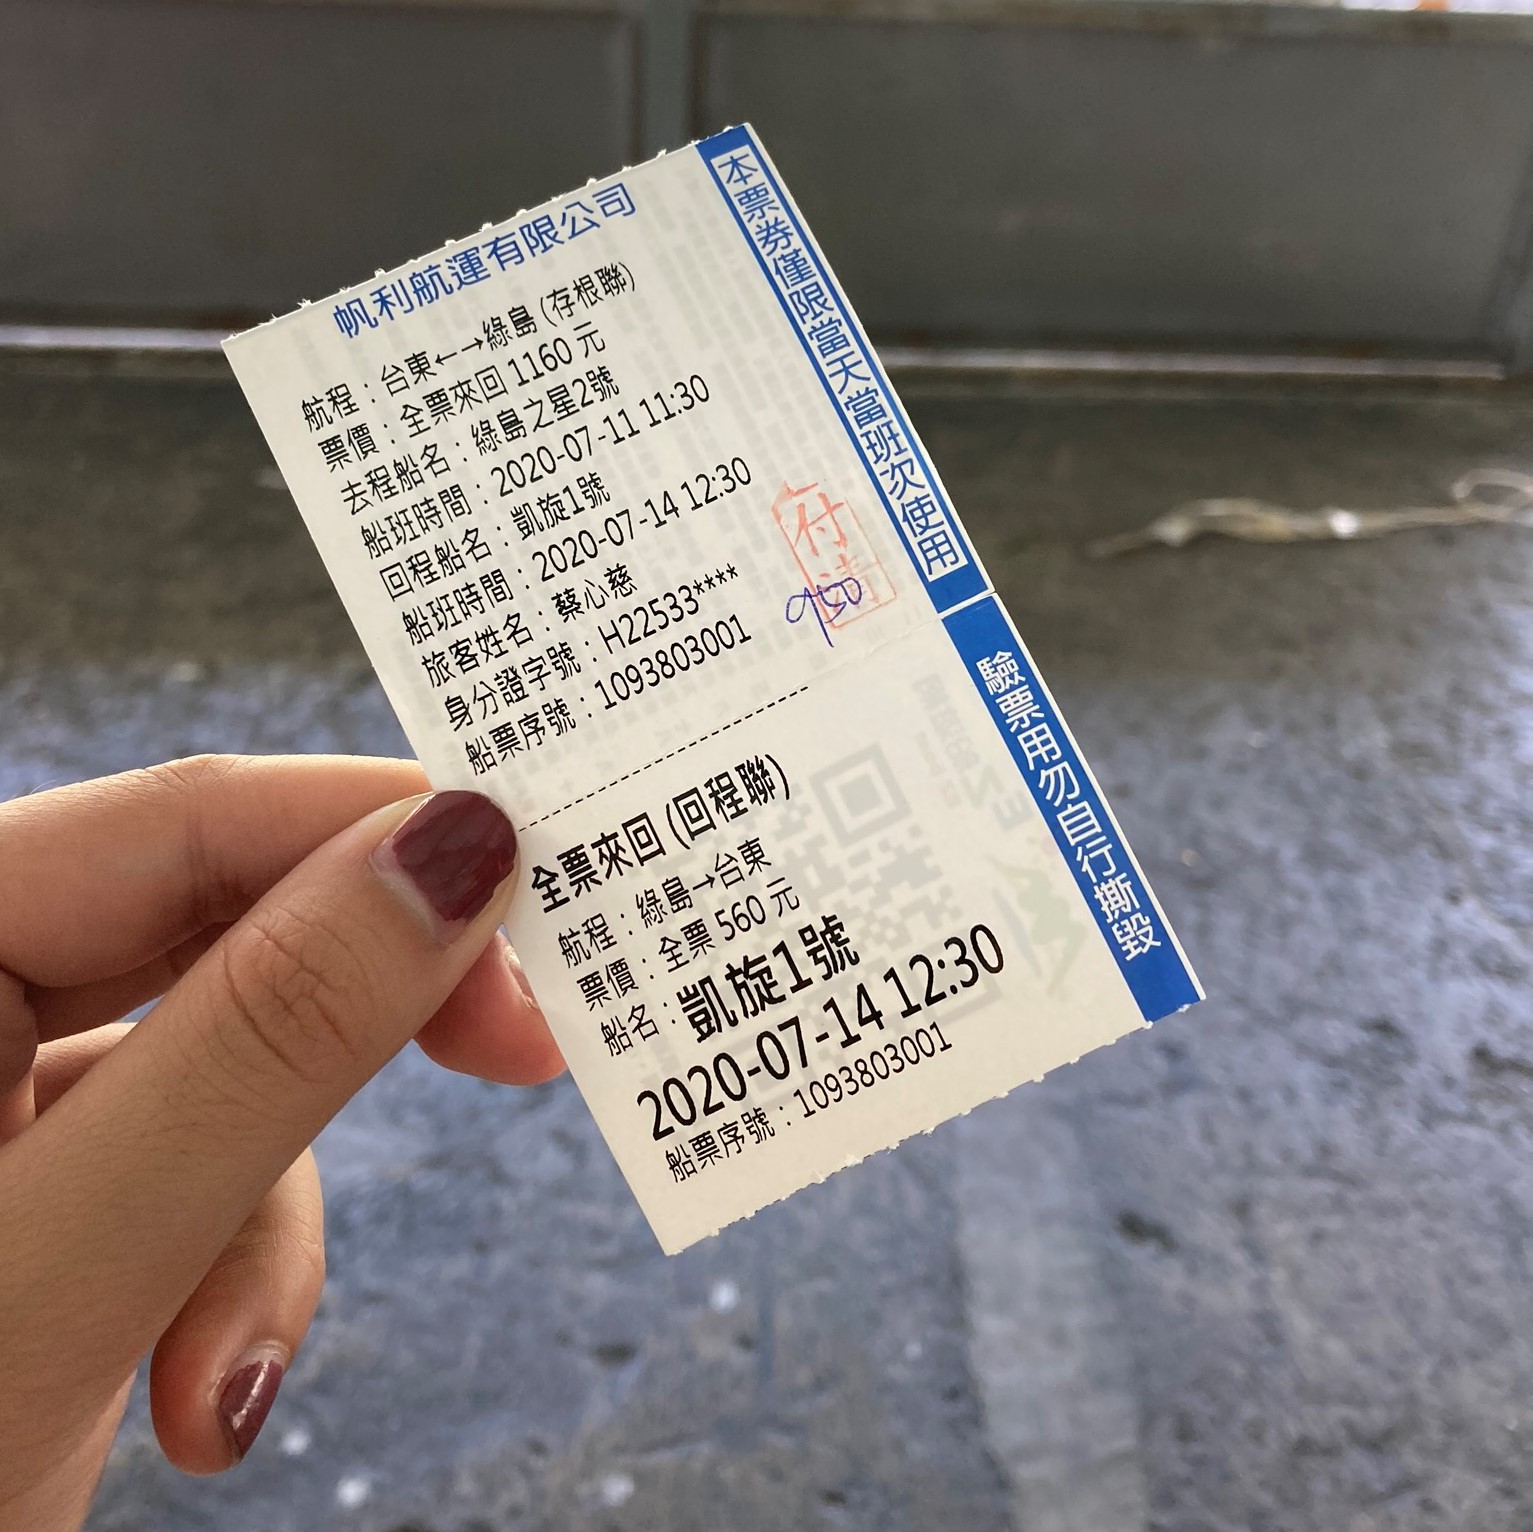 帆利航運有限公司
航程：台東←→綠島 (存根聯)
票價：全票來回 1160 元
去程船名：綠島之星2號
船班時間：2020-07-11 11:30
回程船名：凱旋1號
船班時間：2020-07-14 12:30
旅客姓名：蔡心慈
身分證字號：H22533****
船票序號：1093803001
付清
950
本票券僅限當天當班次使用
全票來回 (回程聯)
航程：綠島→台東
票價：全票 560 元
船名：凱旋1號
2020-07-14 12:30
船票序號：1093803001
驗票用勿自行撕毀